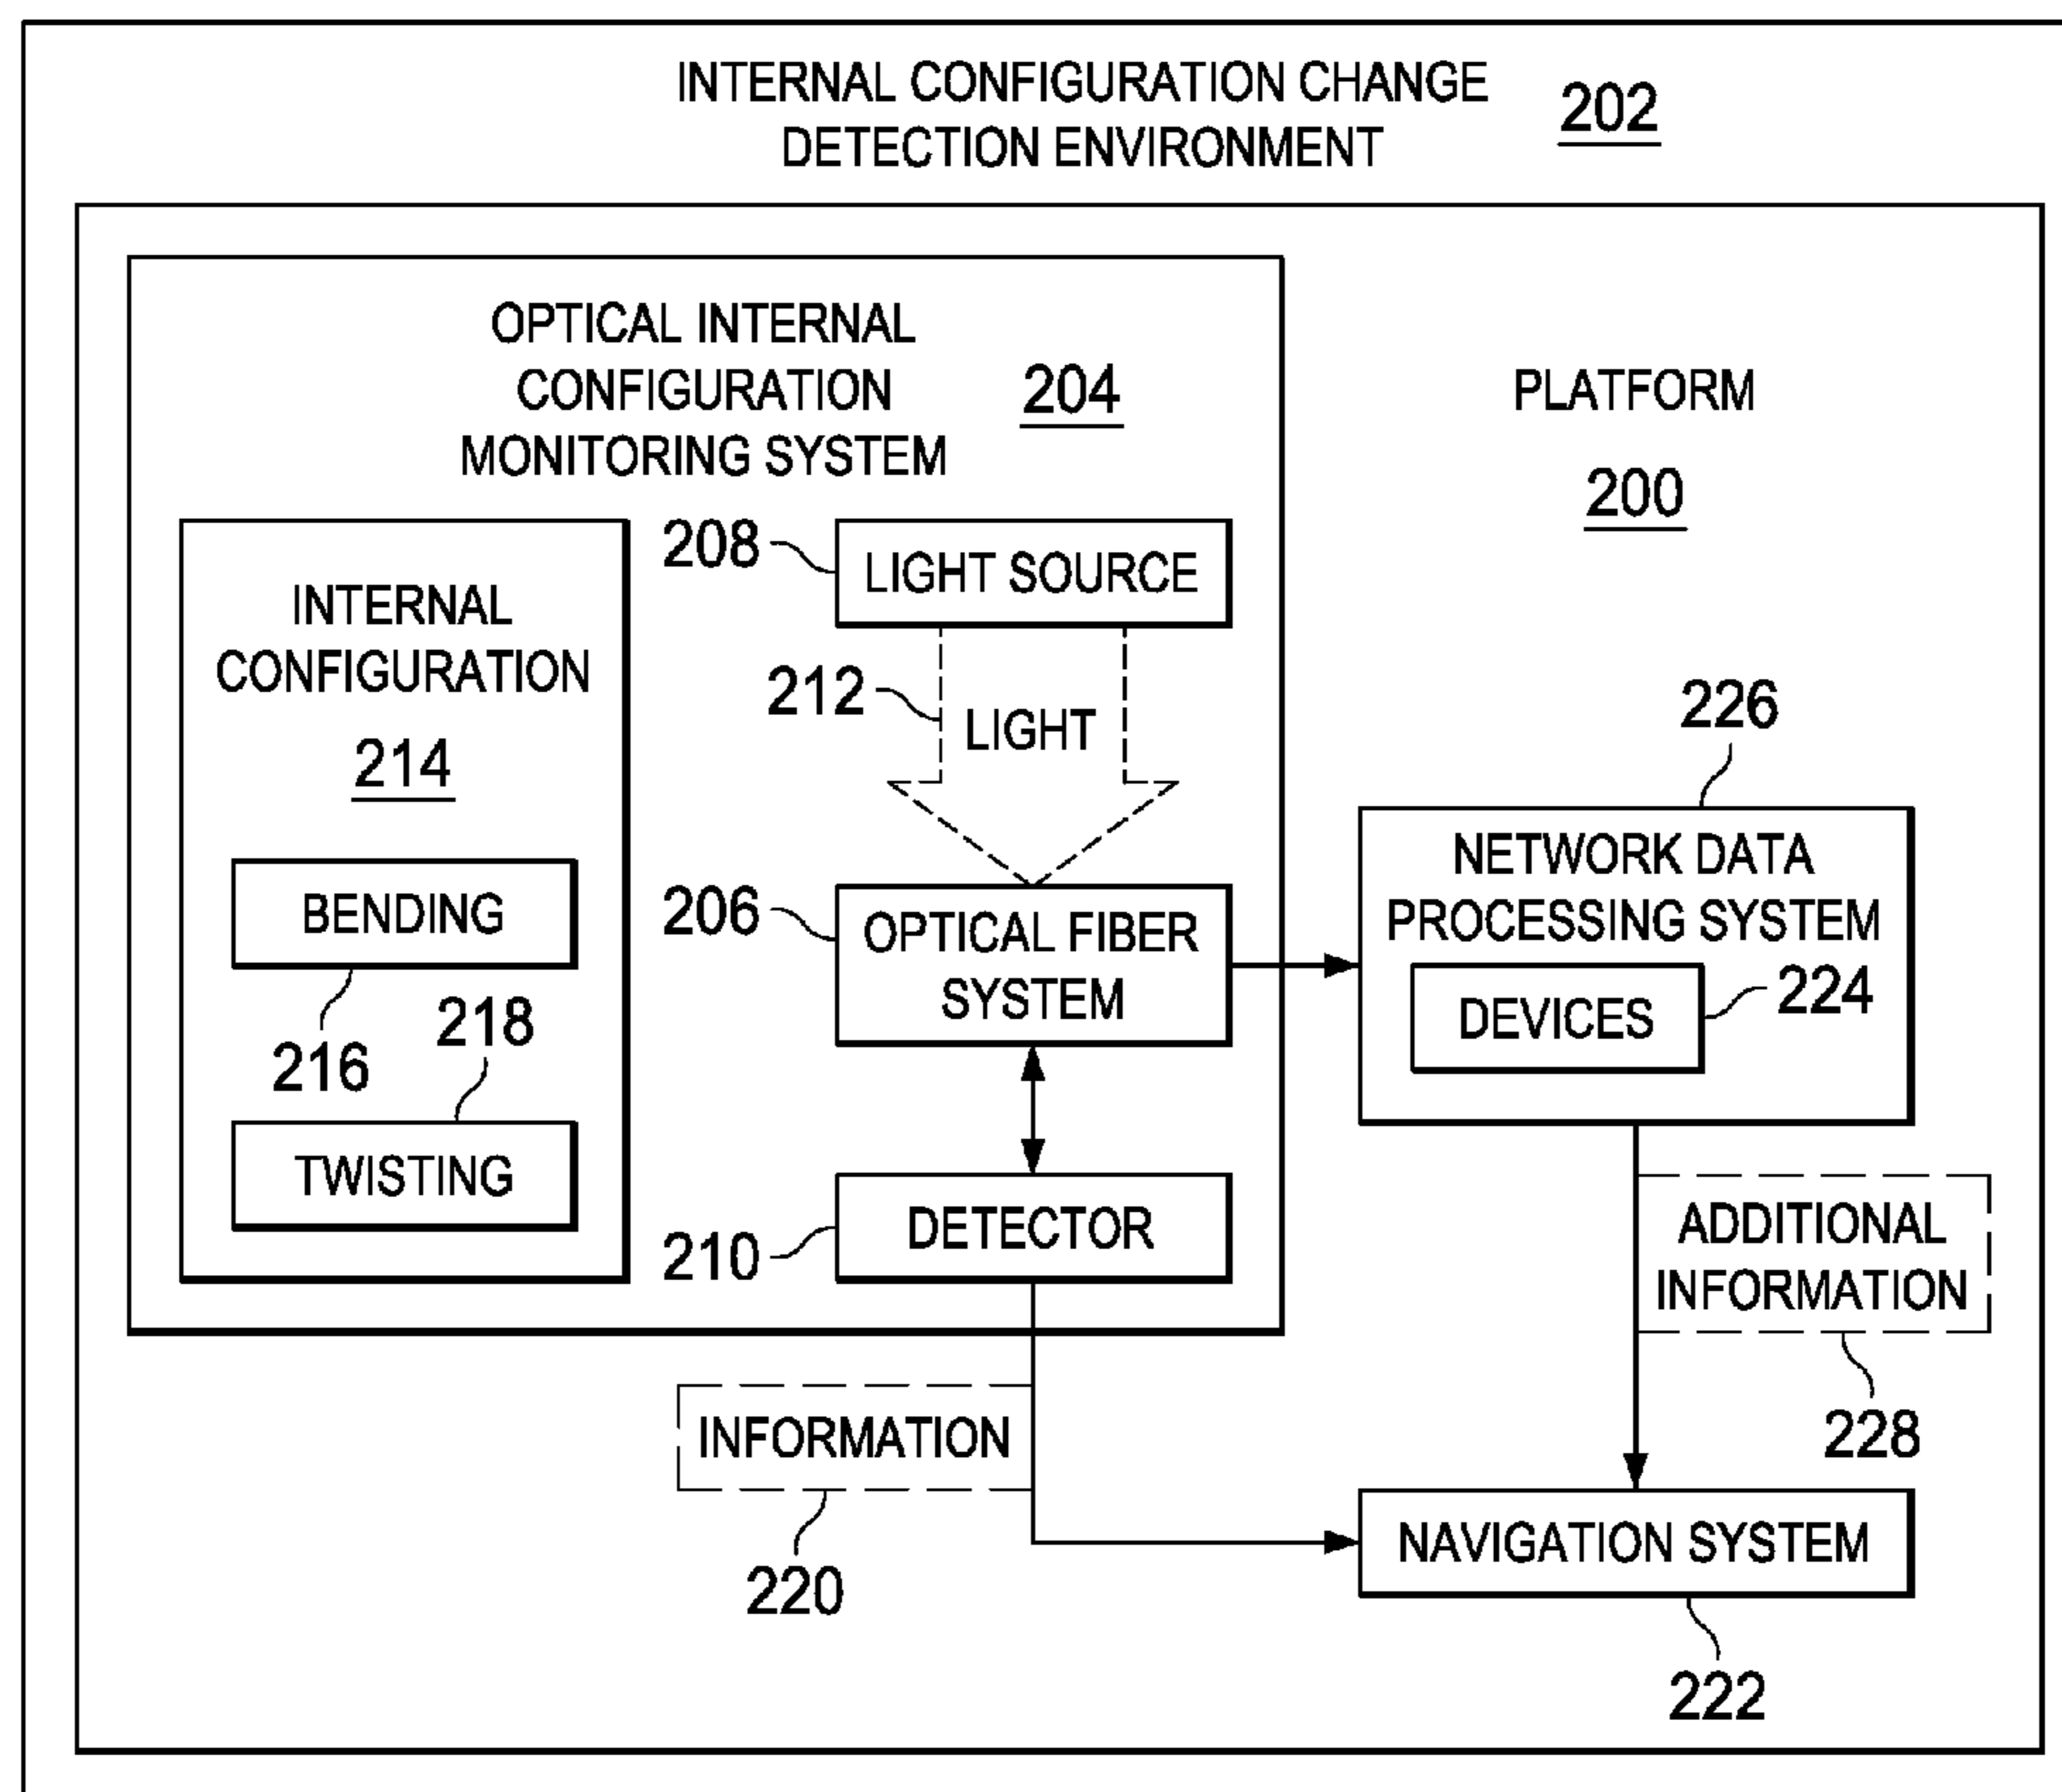 INTERNAL CONFIGURATION CHANGE
DETECTION ENVIRONMENT
202
OPTICAL INTERNAL
CONFIGURATION
MONITORING SYSTEM
204
PLATFORM
200
INTERNAL
CONFIGURATION
214
BENDING
216
218
TWISTING
208
LIGHT SOURCE
212
LIGHT
206
OPTICAL FIBER
SYSTEM
210
DETECTOR
226
NETWORK DATA
PROCESSING SYSTEM
DEVICES
224
ADDITIONAL
INFORMATION
228
INFORMATION
220
NAVIGATION SYSTEM
222